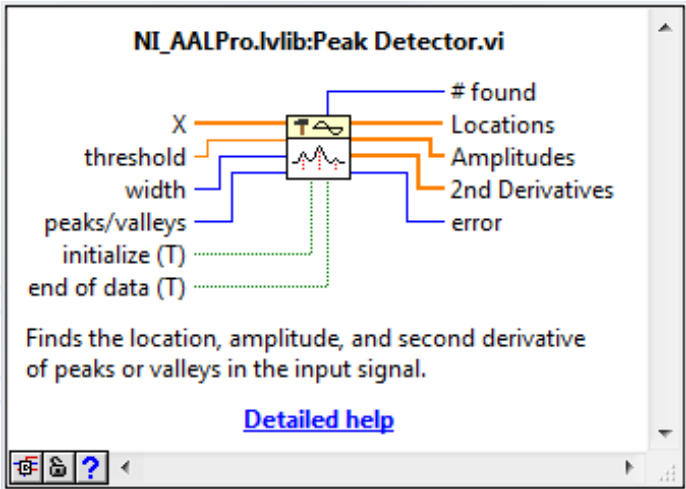 NI_AALPro.lvlib:Peak Detector.vi
# found
X
Locations
threshold
Amplitudes
width
2nd Derivatives
peaks/valleys
error
initialize (T)
end of data (T)
Finds the location, amplitude, and second derivative
of peaks or valleys in the input signal.
Detailed help
?